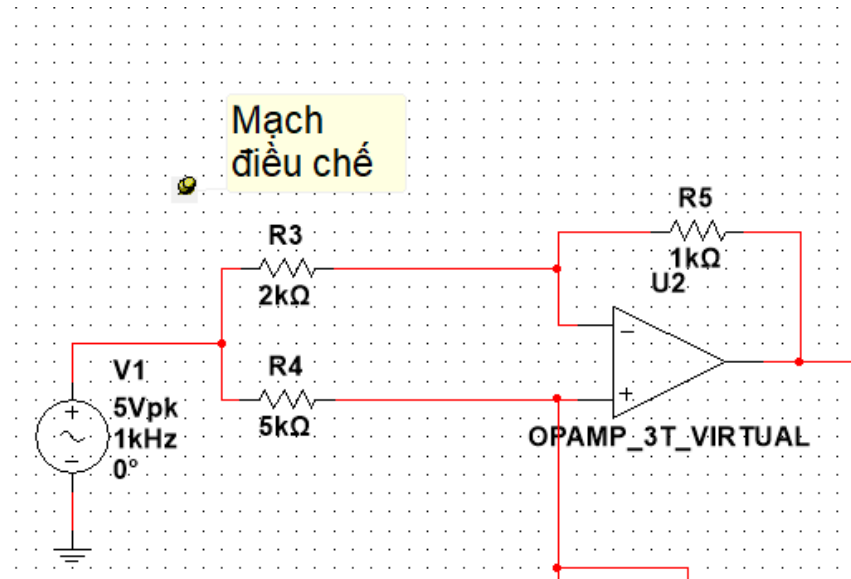 Mạch
điều chế
R5
1kΩ
U2
R3
2kΩ
R4
5kΩ
V1
5Vpk
1kHz
0°
OPAMP_3T_VIRTUAL